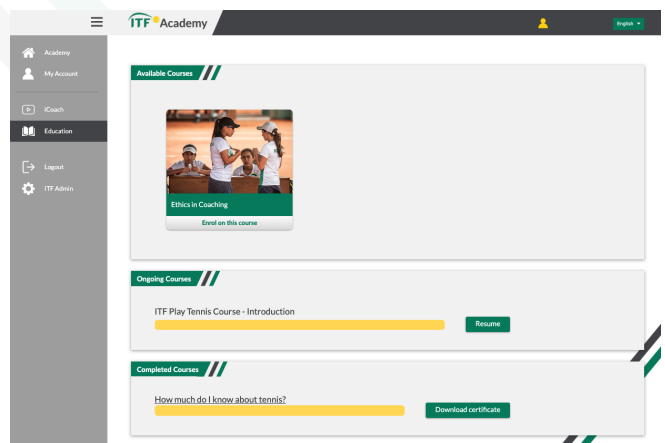 ITF Academy
English
Academy
My Account
iCoach
Education
Logout
ITF Admin
Available Courses
Ethics in Coaching
Enrol on this course
Ongoing Courses
ITF Play Tennis Course - Introduction
Resume
Completed Courses
How much do I know about tennis?
Download certificate